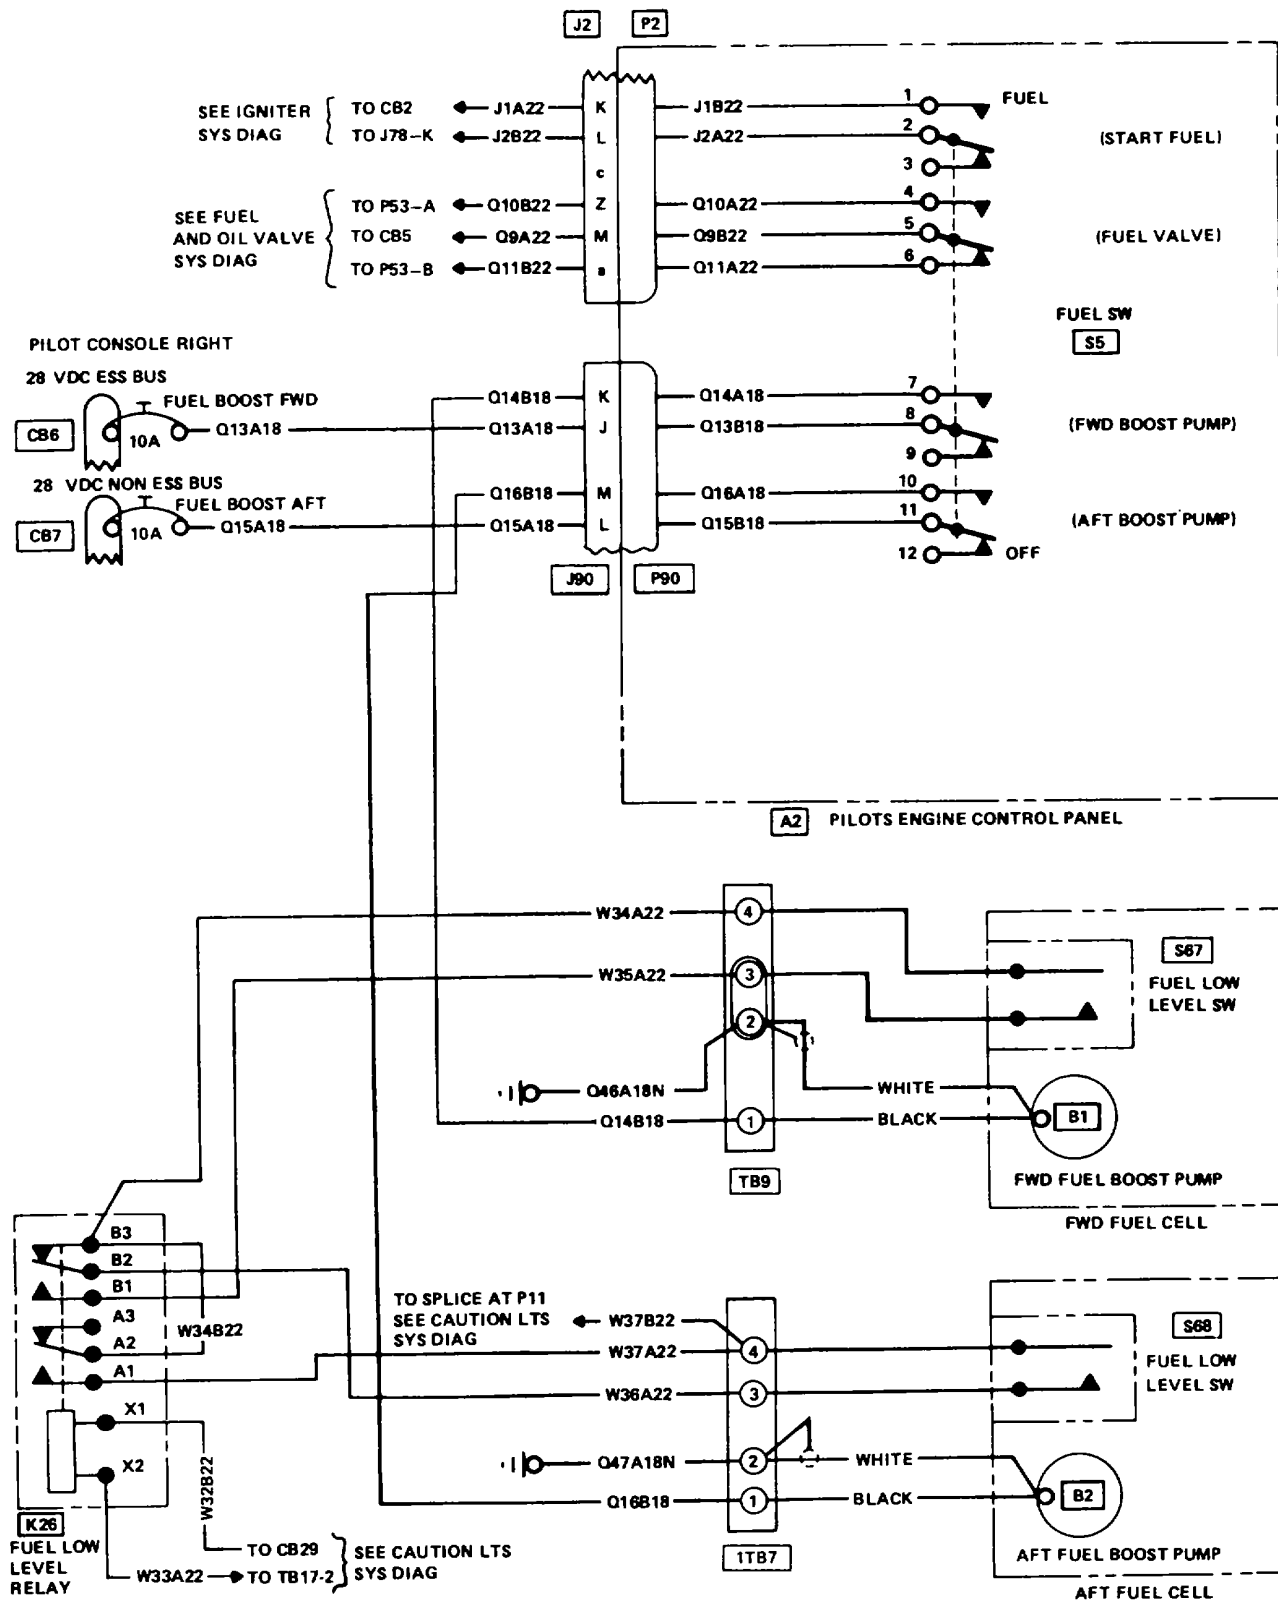 J2 P2
SEE IGNITER SYS DIAG
TO CB2 J1A22 K J1B22 1 FUEL
TO J78-K J2B22 L J2A22 2 (START FUEL)
c 3
SEE FUEL AND OIL VALVE SYS DIAG
TO P53-A Q10B22 Z Q10A22 4
TO CB5 Q9A22 M Q9B22 5 (FUEL VALVE)
TO P53-B Q11B22 a Q11A22 6
FUEL SW
S5
PILOT CONSOLE RIGHT
28 VDC ESS BUS
FUEL BOOST FWD
CB6 10A Q13A18
Q14B18 K Q14A18 7
Q13A18 J Q13B18 8 (FWD BOOST PUMP)
9
28 VDC NON ESS BUS
FUEL BOOST AFT
CB7 10A Q15A18
Q16B18 M Q16A18 10
Q15A18 L Q15B18 11 (AFT BOOST PUMP)
12 OFF
J90 P90
A2 PILOTS ENGINE CONTROL PANEL
W34A22 4
S67
W35A22 3
FUEL LOW
LEVEL SW
2
Q46A18N WHITE
Q14B18 1 BLACK B1
TB9
FWD FUEL BOOST PUMP
FWD FUEL CELL
B3
B2
B1
A3
A2
A1
W34B22
X1
X2
W32B22
K26
FUEL LOW
LEVEL
RELAY
TO CB29
W33A22 TO TB17-2
SEE CAUTION LTS
SYS DIAG
TO SPLICE AT P11
SEE CAUTION LTS
SYS DIAG
W37B22
W37A22 4
S68
FUEL LOW
LEVEL SW
W36A22 3
Q47A18N 2 WHITE
Q16B18 1 BLACK B2
1TB7
AFT FUEL BOOST PUMP
AFT FUEL CELL